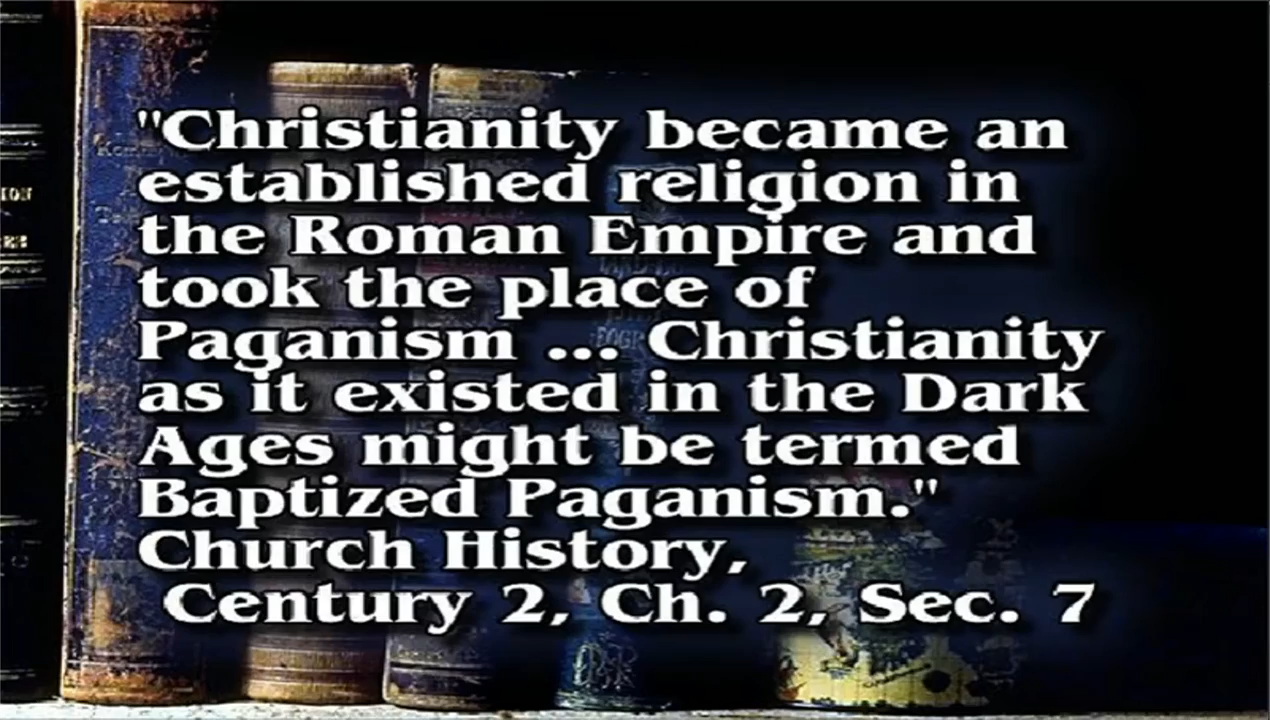 "Christianity became an
established religion in
the Roman Empire and
took the place of
Paganism ... Christianity
as it existed in the Dark
Ages might be termed
Baptized Paganism."
Church History,
Century 2, Ch. 2, Sec. 7